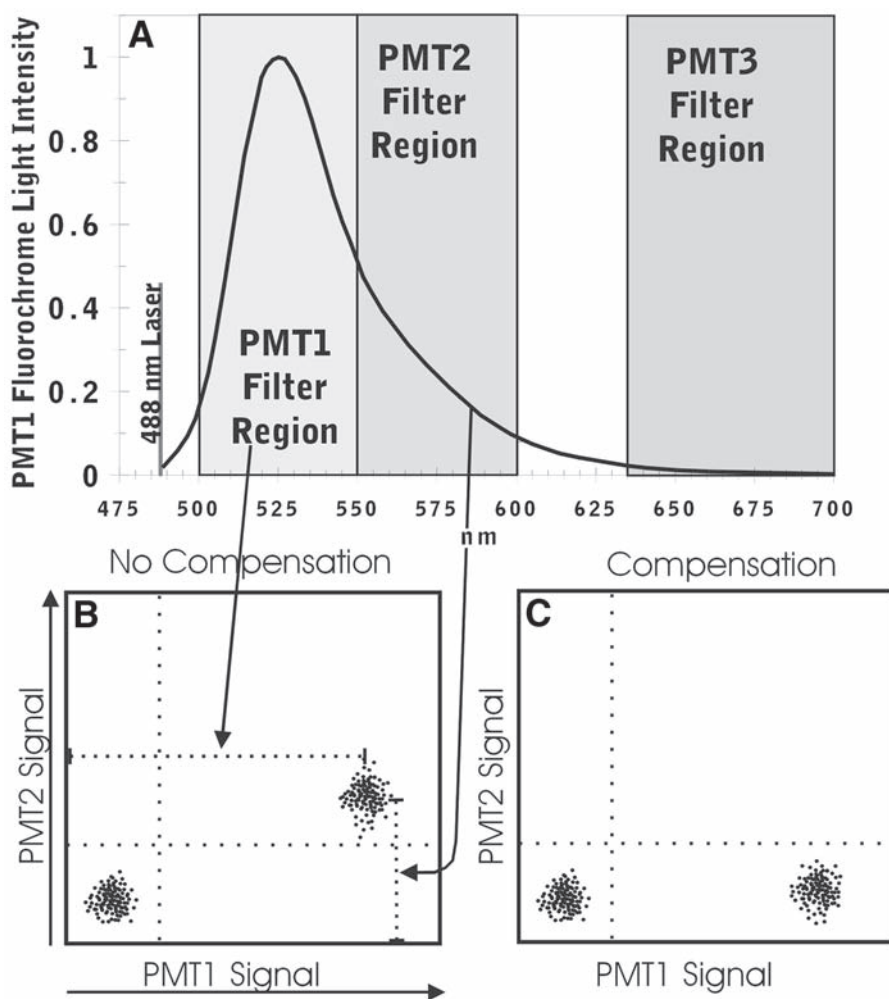 A
PMT1 Fluorochrome Light Intensity
1
0.8
0.6
0.4
0.2
0
488 nm Laser
PMT1
Filter
Region
PMT2
Filter
Region
PMT3
Filter
Region
475 500 525 550 575 600 625 650 675 700
nm
No Compensation
B
PMT2 Signal
PMT1 Signal
Compensation
C
PMT2 Signal
PMT1 Signal